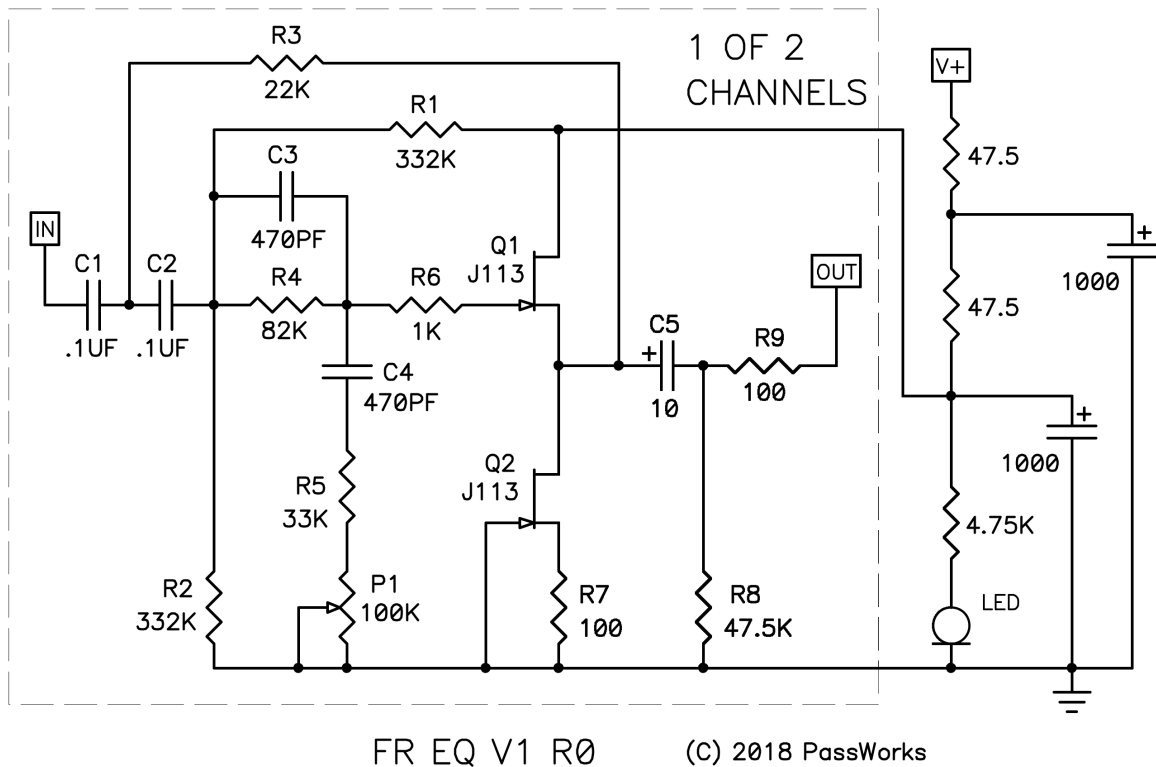 1 OF 2
CHANNELS
R3
22K
V+
R1
332K
47.5
C3
470PF
IN
Q1
J113
OUT
+
1000
C1
.1UF
C2
.1UF
R4
82K
R6
1K
47.5
C5
+
10
R9
100
C4
470PF
+
1000
Q2
J113
R5
33K
4.75K
R2
332K
P1
100K
R7
100
R8
47.5K
LED
FR EQ V1 R0
(C) 2018 PassWorks